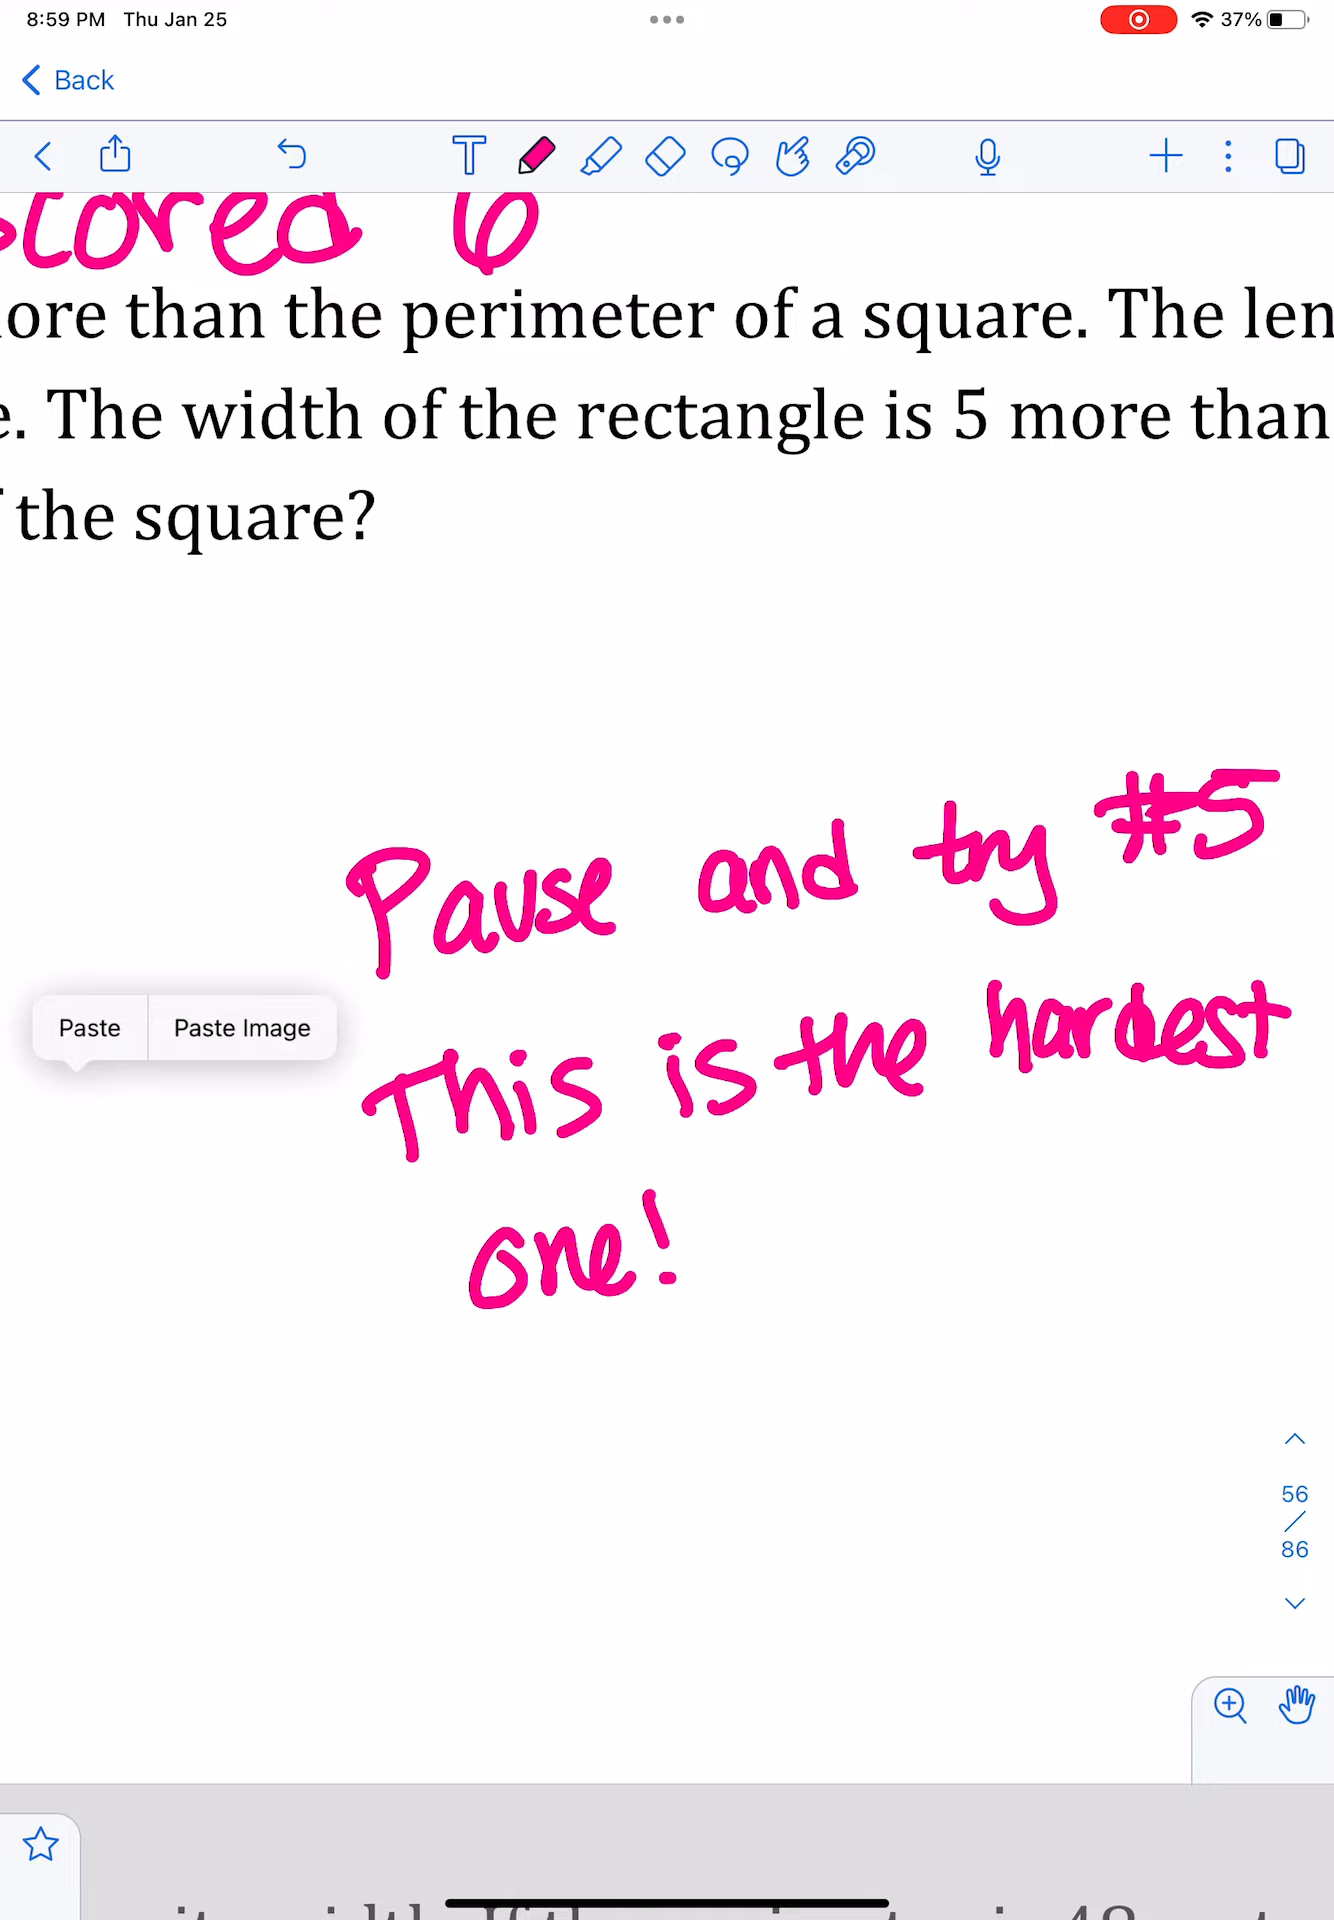 8:59 PM Thu Jan 25
37%
Back
scored 6
ore than the perimeter of a square. The len
e. The width of the rectangle is 5 more than
the square?
Pause and try #5
Paste Paste Image
This is the hardest
one!
56
/
86